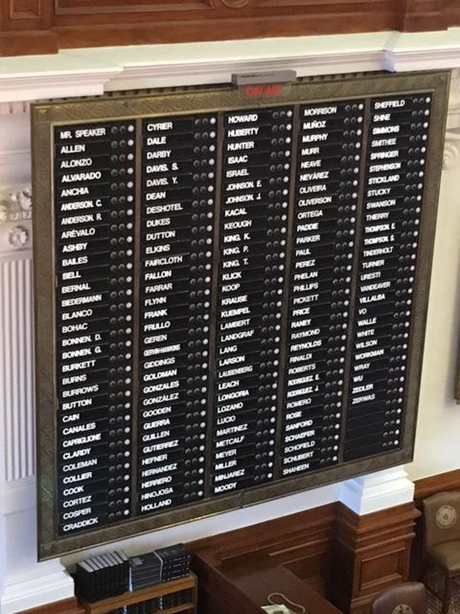 MR. SPEAKER
ALLEN
ALONZO
ALVARADO
ANCHIA
ANDERSON, C.
ANDERSON, R.
ARÉVALO
ASHBY
BAILES
BELL
BERNAL
BIEDERMANN
BLANCO
BOHAC
BONNEN, D.
BONNEN, G.
BURKETT
BURNS
BURROWS
BUTTON
CAIN
CANALES
CAPRIGLIONE
CLARDY
COLEMAN
COLLIER
COOK
CORTEZ
COSPER
CRADDICK
CYRIER
DALE
DARBY
DAVIS, S.
DAVIS, Y.
DEAN
DESHOTEL
DUKES
DUTTON
ELKINS
FAIRCLOTH
FALLON
FARRAR
FLYNN
FRANK
FRULLO
GEREN
GERVIN-HAWKINS
GIDDINGS
GOLDMAN
GONZALES
GONZÁLEZ
GOODEN
GUERRA
GUILLEN
GUTIERREZ
HEFNER
HERNANDEZ
HERRERO
HINOJOSA
HOLLAND
HOWARD
HUBERTY
HUNTER
ISAAC
ISRAEL
JOHNSON, E.
JOHNSON, J.
KACAL
KEOUGH
KING, K.
KING, P.
KING, T.
KLICK
KOOP
KRAUSE
KUEMPEL
LAMBERT
LANDGRAF
LANG
LARSON
LAUBENBERG
LEACH
LONGORIA
LOZANO
LUCIO
MARTINEZ
METCALF
MEYER
MILLER
MINJAREZ
MOODY
MORRISON
MUÑOZ
MURPHY
MURR
NEAVE
NEVÁREZ
OLIVEIRA
OLIVERSON
ORTEGA
PADDIE
PARKER
PAUL
PEREZ
PHELAN
PHILLIPS
PICKETT
PRICE
RANEY
RAYMOND
REYNOLDS
RINALDI
ROBERTS
RODRIGUEZ, E.
RODRIGUEZ, J.
ROMERO
ROSE
SANFORD
SCHAEFER
SCHOFIELD
SCHUBERT
SHAHEEN
SHEFFIELD
SHINE
SIMMONS
SMITHEE
SPRINGER
STEPHENSON
STICKLAND
STUCKY
SWANSON
THIERRY
THOMPSON, E.
THOMPSON, S.
TINDERHOLT
TURNER
URESTI
VANDEAVER
VILLALBA
VO
WALLE
WHITE
WILSON
WORKMAN
WRAY
WU
ZEDLER
ZERWAS